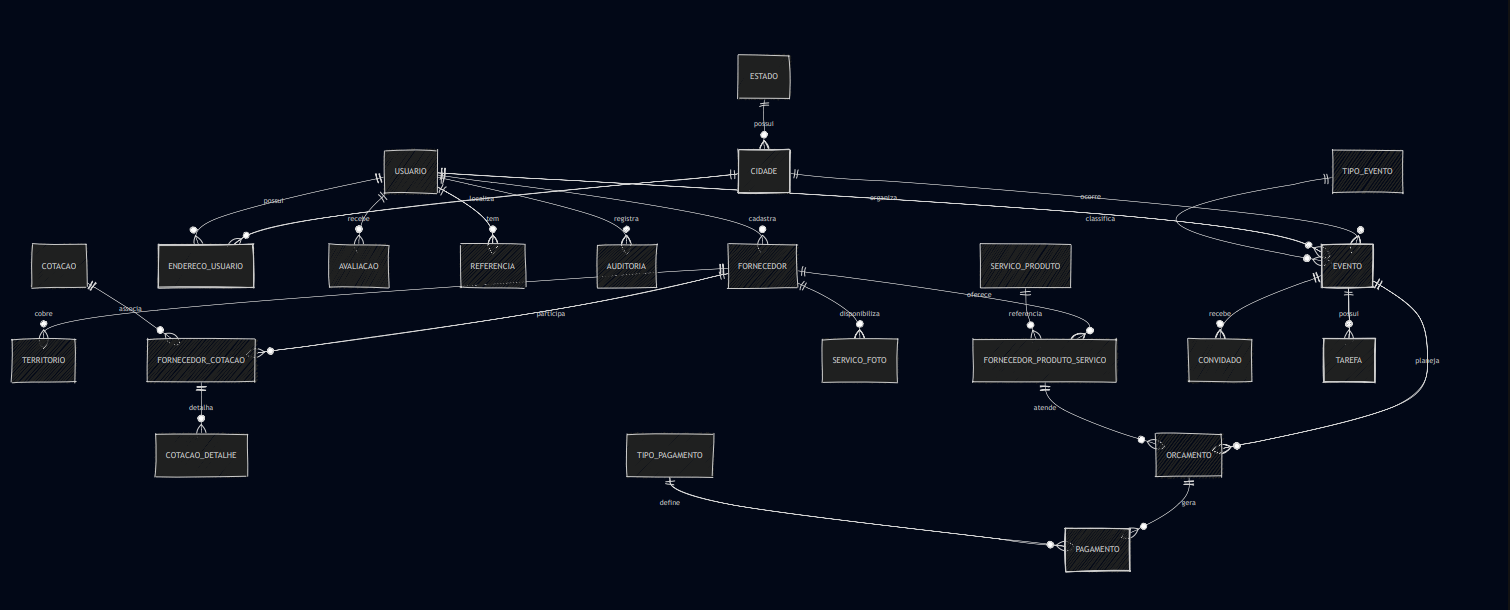 ESTADO
possui
USUARIO
CIDADE
TIPO_EVENTO
possui
localiza
organiza
ocorre
recebe
tem
registra
cadastra
classifica
COTACAO
ENDERECO_USUARIO
AVALIACAO
REFERENCIA
AUDITORIA
FORNECEDOR
SERVICO_PRODUTO
EVENTO
oferece
cobre
associa
participa
disponibiliza
referencia
recebe
possui
TERRITORIO
FORNECEDOR_COTACAO
SERVICO_FOTO
FORNECEDOR_PRODUTO_SERVICO
CONVIDADO
TAREFA
planeja
detalha
atende
COTACAO_DETALHE
TIPO_PAGAMENTO
ORCAMENTO
define
gera
PAGAMENTO